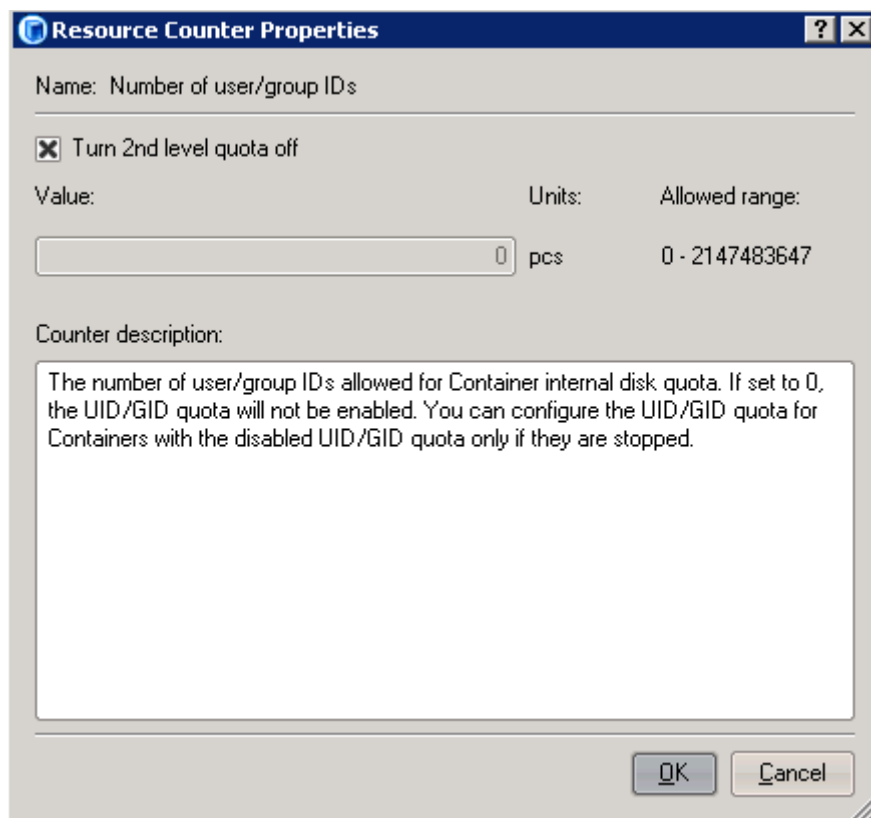 Resource Counter Properties
Name: Number of user/group IDs
Turn 2nd level quota off
Value: Units: Allowed range:
0 pcs 0 - 2147483647
Counter description:
The number of user/group IDs allowed for Container internal disk quota. If set to 0,
the UID/GID quota will not be enabled. You can configure the UID/GID quota for
Containers with the disabled UID/GID quota only if they are stopped.
OK Cancel